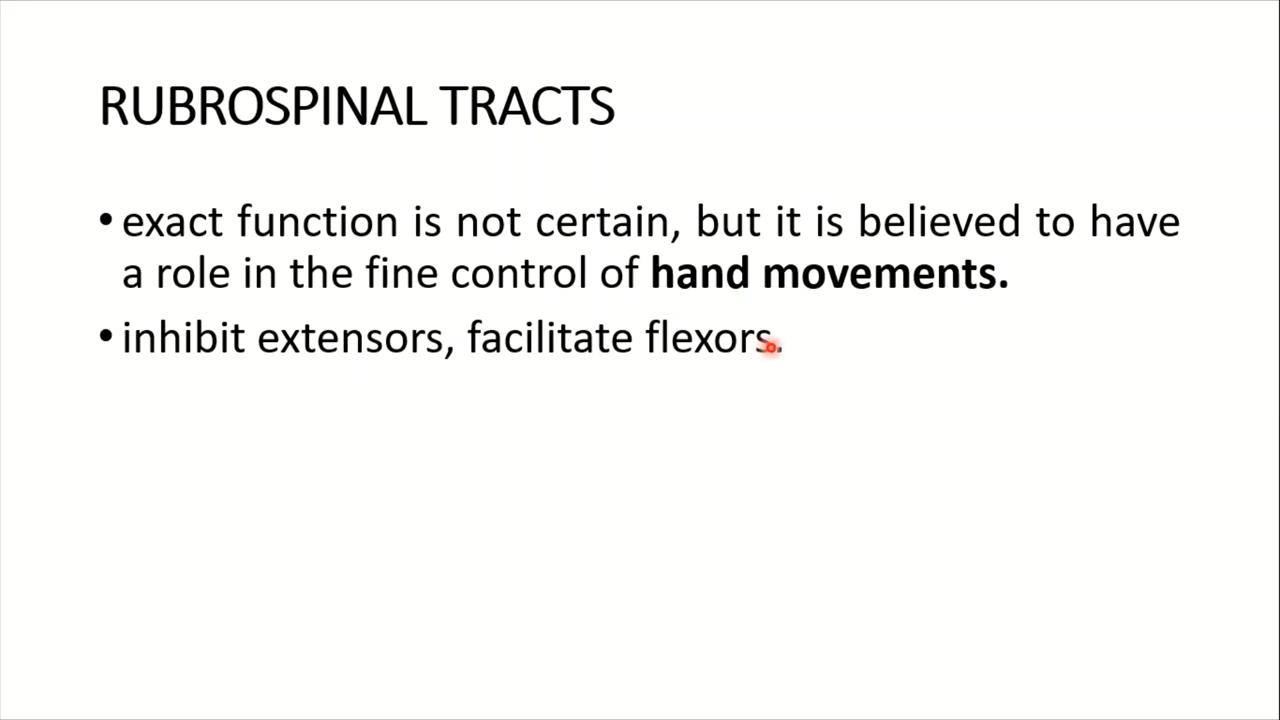 RUBROSPINAL TRACTS
• exact function is not certain, but it is believed to have
a role in the fine control of hand movements.
• inhibit extensors, facilitate flexors.